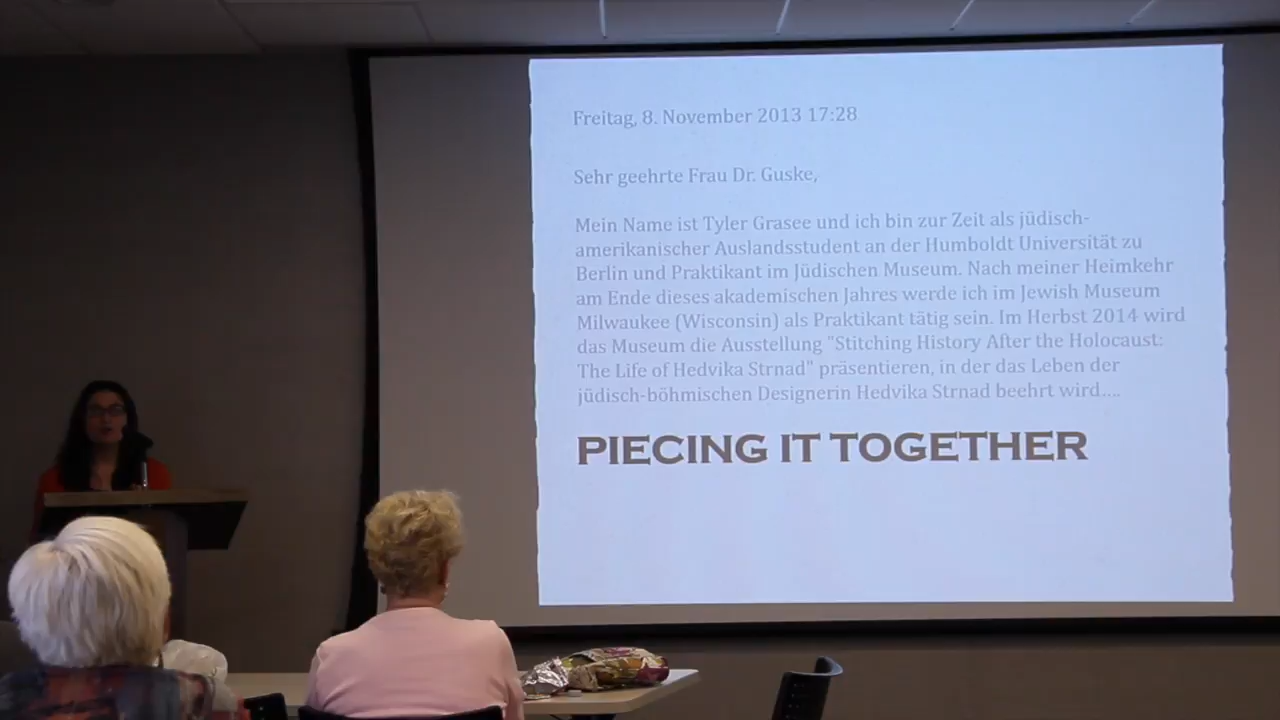 Freitag, 8. November 2013 17:28
Sehr geehrte Frau Dr. Guske,
Mein Name ist Tyler Grasee und ich bin zur Zeit als jüdisch-
amerikanischer Auslandsstudent an der Humboldt Universität zu
Berlin und Praktikant im Jüdischen Museum. Nach meiner Heimkehr
am Ende dieses akademischen Jahres werde ich im Jewish Museum
Milwaukee (Wisconsin) als Praktikant tätig sein. Im Herbst 2014 wird
das Museum die Ausstellung "Stitching History After the Holocaust:
The Life of Hedvika Strnad" präsentieren, in der das Leben der
jüdisch-böhmischen Designerin Hedvika Strnad beehrt wird....
PIECING IT TOGETHER